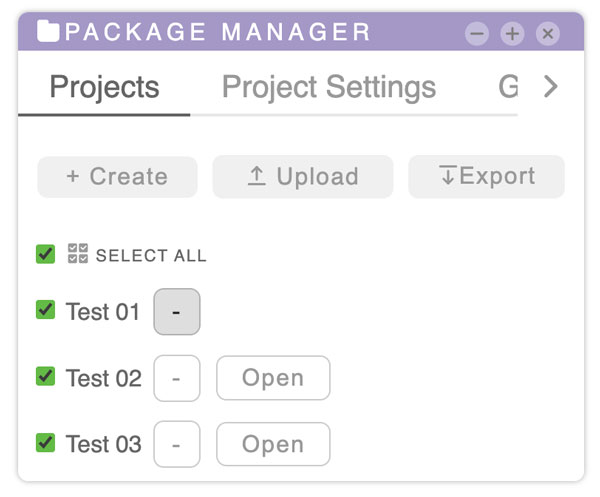 PACKAGE MANAGER
Projects Project Settings G
+ Create Upload Export
SELECT ALL
Test 01 -
Test 02 - Open
Test 03 - Open